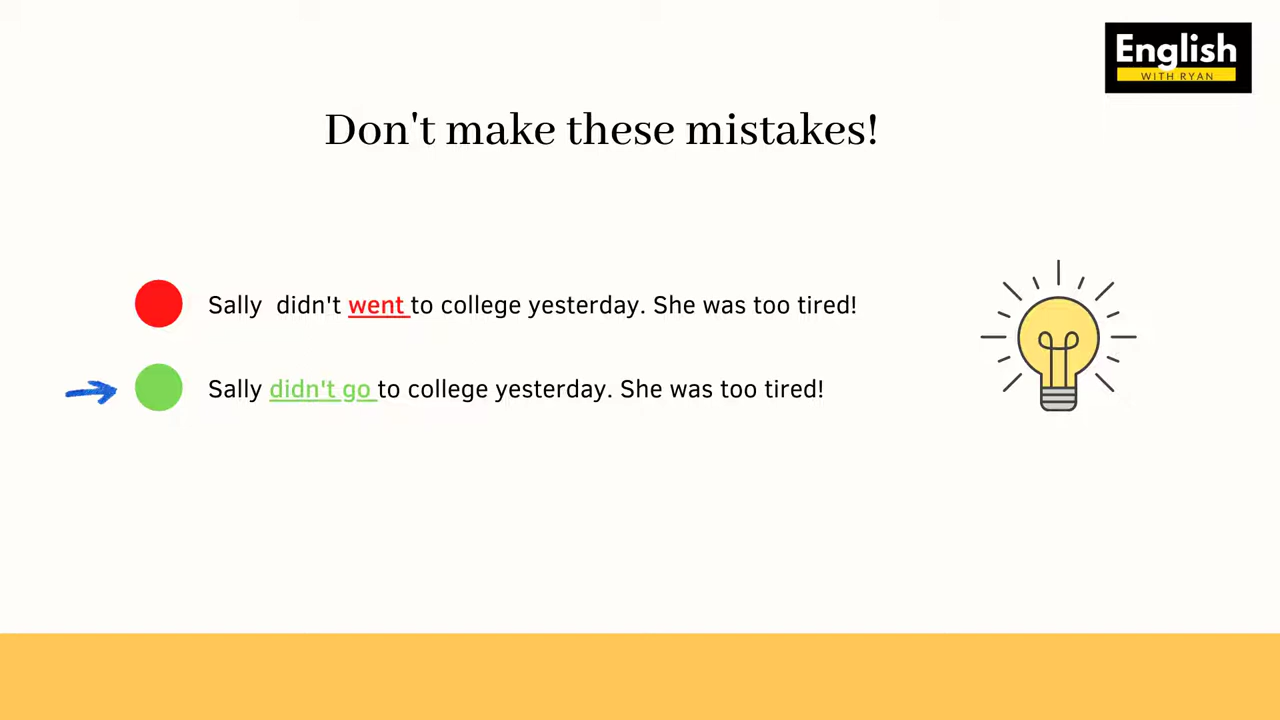 English
WITH RYAN
Don't make these mistakes!
Sally didn't went to college yesterday. She was too tired!
Sally didn't go to college yesterday. She was too tired!